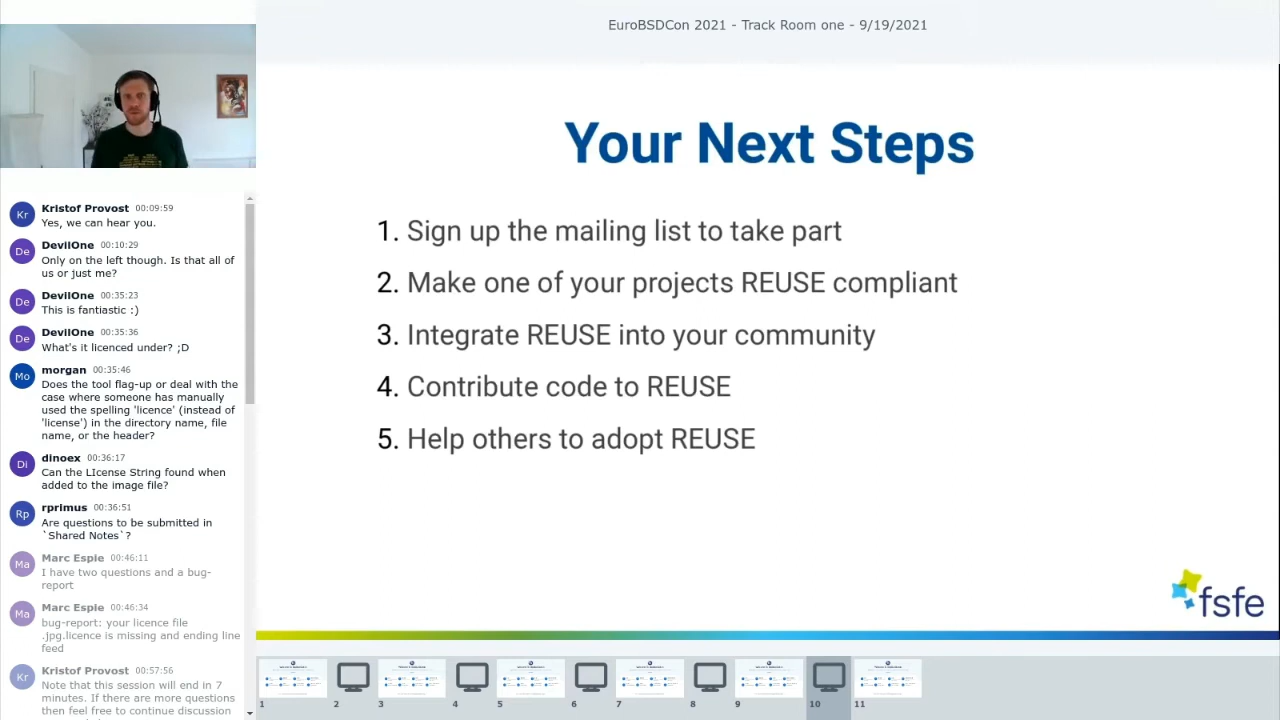 EuroBSDCon 2021 - Track Room one - 9/19/2021
Your Next Steps
1. Sign up the mailing list to take part
2. Make one of your projects REUSE compliant
3. Integrate REUSE into your community
4. Contribute code to REUSE
5. Help others to adopt REUSE
fsfe
Kr Kristof Provost 00:09:59
Yes, we can hear you.
De DevilOne 00:10:29
Only on the left though. Is that all of
us or just me?
De DevilOne 00:35:23
This is fantiastic :)
DevilOne 00:35:36
What's it licenced under? ;D
Mo morgan 00:35:46
Does the tool flag-up or deal with the
case where someone has manually
used the spelling 'licence' (instead of
'license') in the directory name, file
name, or the header?
Di dinoex 00:36:17
Can the LIcense String found when
added to the image file?
Rp rprimus 00:36:51
Are questions to be submitted in
`Shared Notes`?
Ma Marc Espie 00:46:11
I have two questions and a bug-
report
Ma Marc Espie 00:46:34
bug-report: your licence file
.jpg.licence is missing and ending line
feed
Kr Kristof Provost 00:57:56
Note that this session will end in 7
minutes. If there are more questions
then feel free to continue discussion
1 2 3 4 5 6 7 8 9 10 11